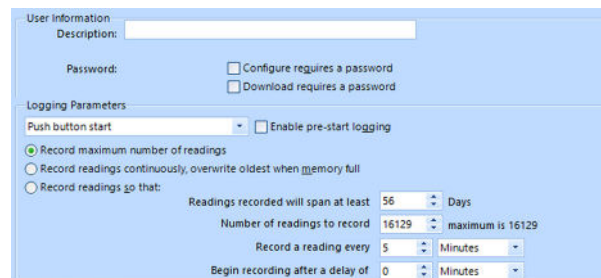 User Information
Description:
Password:
Configure requires a password
Download requires a password
Logging Parameters
Push button start
Enable pre-start logging
Record maximum number of readings
Record readings continuously, overwrite oldest when memory full
Record readings so that:
Readings recorded will span at least 56 Days
Number of readings to record 16129 maximum is 16129
Record a reading every 5 Minutes
Begin recording after a delay of 0 Minutes